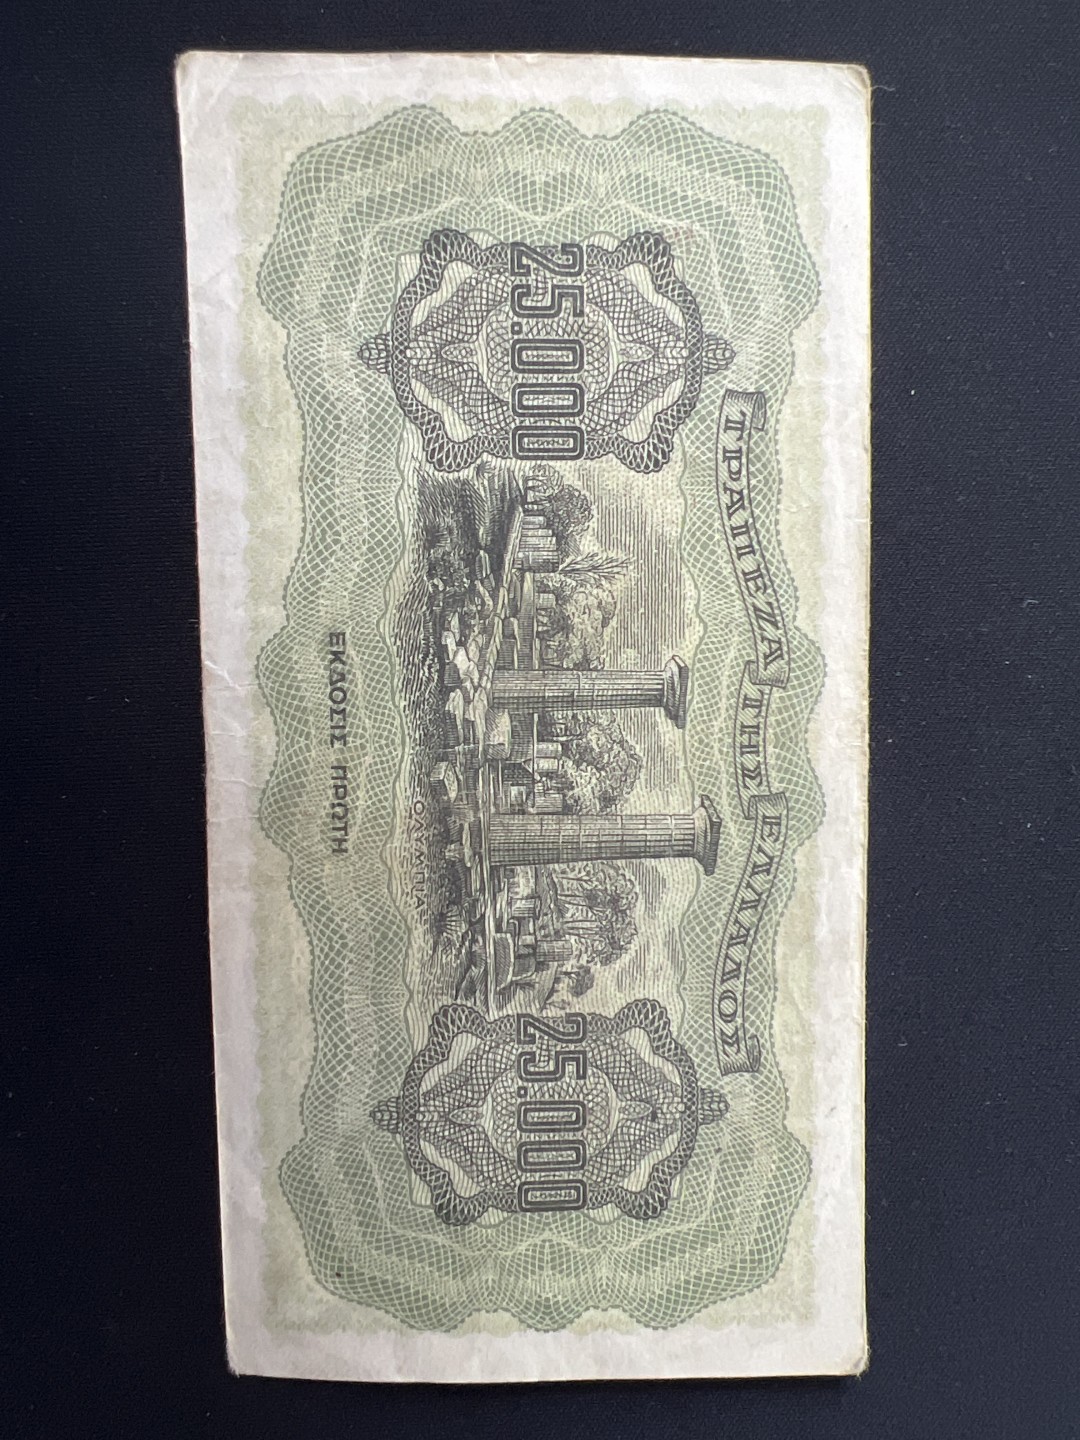 ΤΡΑΠΕΖΑ ΤΗΣ ΕΛΛΑΔΟΣ
25.000
25.000
ΟΛΥΜΠΙΑ
ΕΚΔΟΣΙΣ ΠΡΩΤΗ